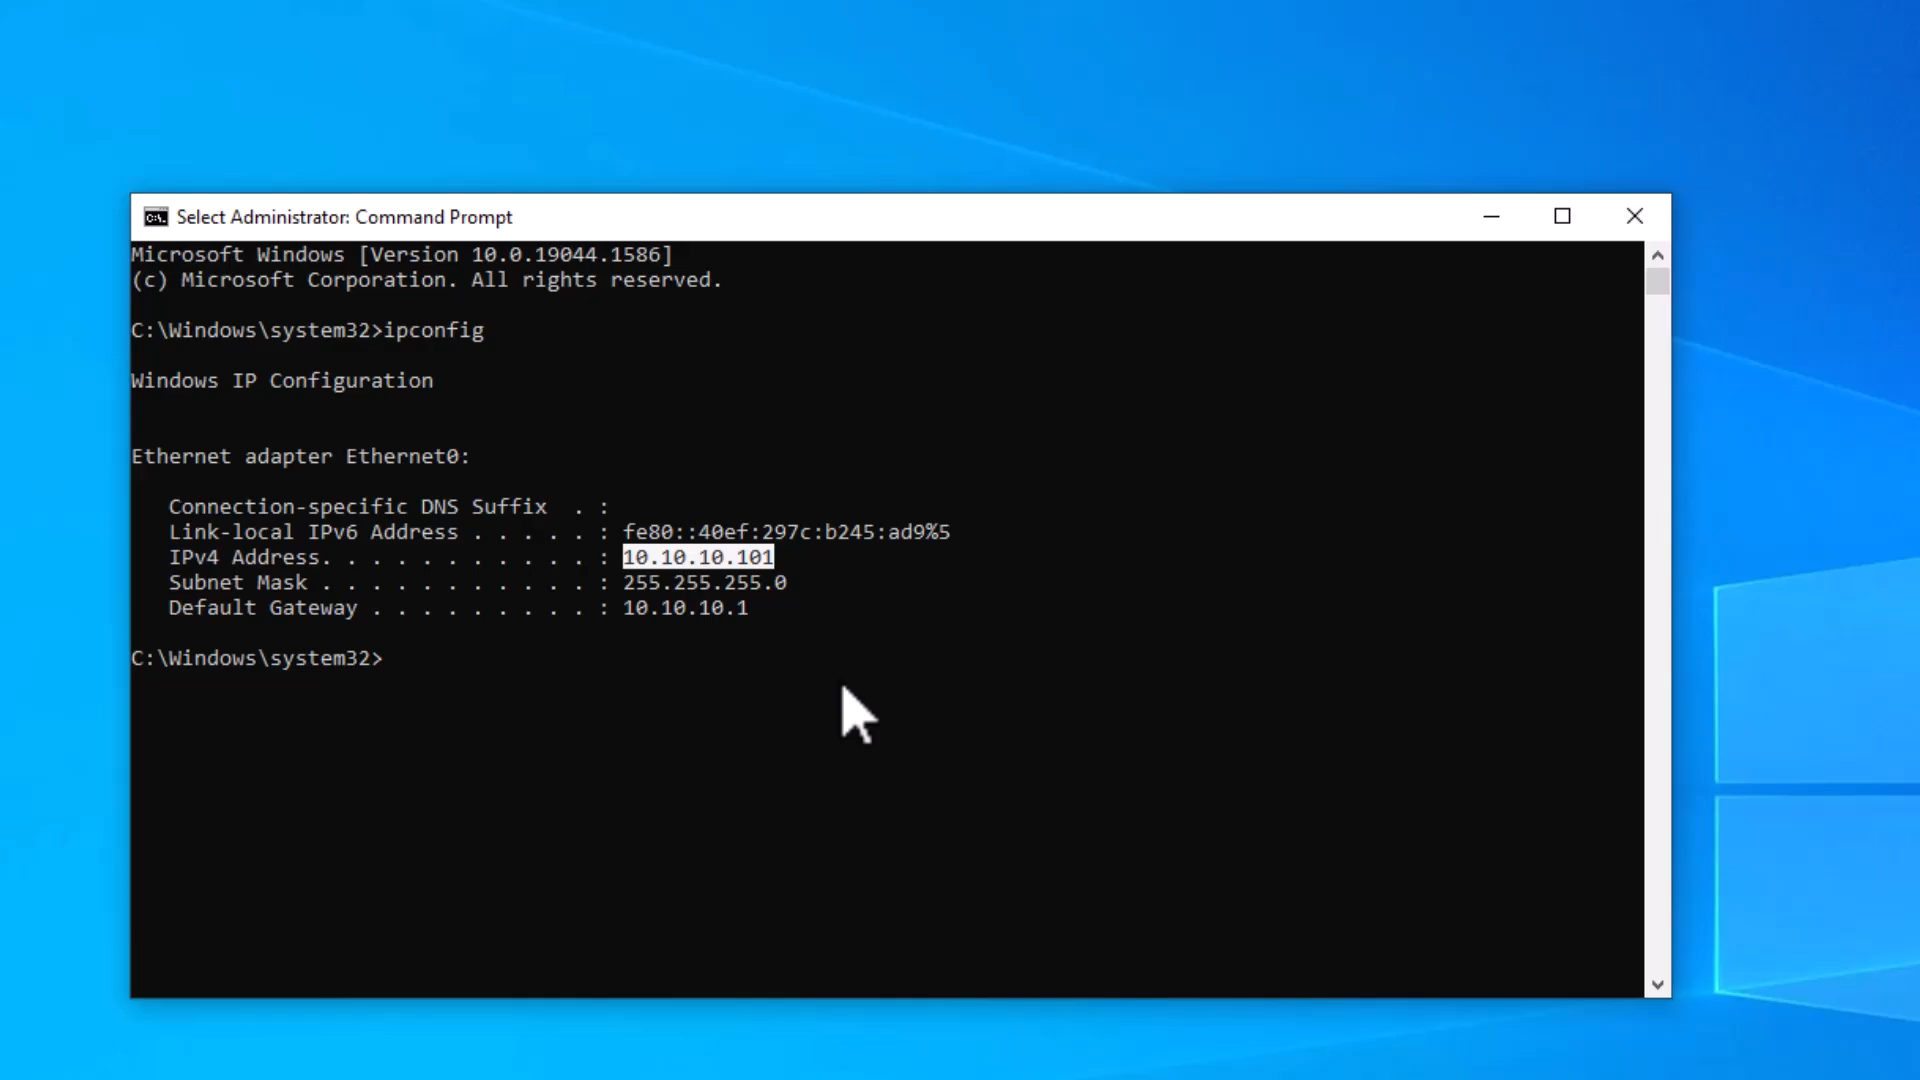 Select Administrator: Command Prompt
Microsoft Windows [Version 10.0.19044.1586]
(c) Microsoft Corporation. All rights reserved.
C:\Windows\system32>ipconfig
Windows IP Configuration
Ethernet adapter Ethernet0:
Connection-specific DNS Suffix  . :
Link-local IPv6 Address . . . . . : fe80::40ef:297c:b245:ad9%5
IPv4 Address. . . . . . . . . . . : 10.10.10.101
Subnet Mask . . . . . . . . . . . : 255.255.255.0
Default Gateway . . . . . . . . . : 10.10.10.1
C:\Windows\system32>